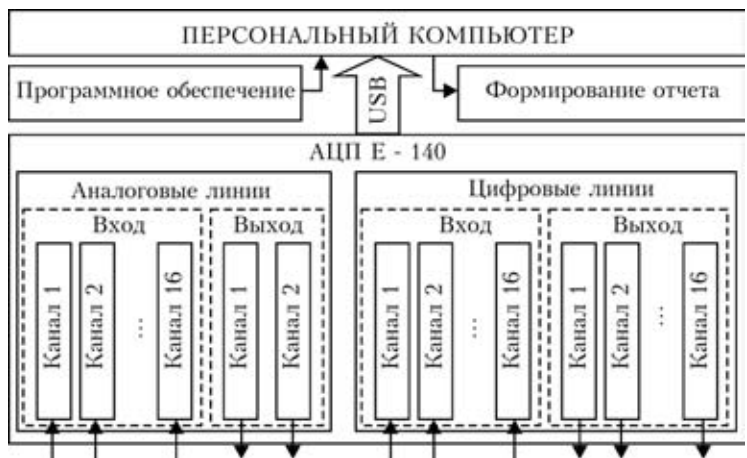 ПЕРСОНАЛЬНЫЙ КОМПЬЮТЕР
Программное обеспечение
USB
Формирование отчета
АЦП Е - 140
Аналоговые линии
Вход
Канал 1
Канал 2
...
Канал 16
Выход
Канал 1
Канал 2
Цифровые линии
Вход
Канал 1
Канал 2
...
Канал 16
Выход
Канал 1
Канал 2
...
Канал 16